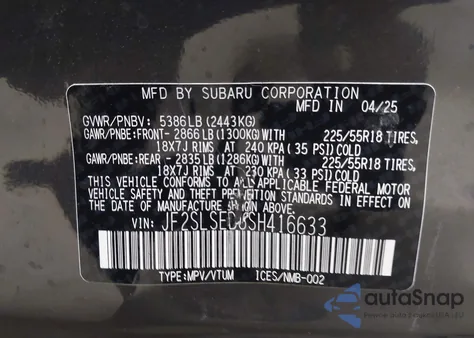 MFD BY SUBARU CORPORATION
MFD IN 04/25
GVWR/PNBV: 5386LB (2443KG)
GAWR/PNBE:FRONT- 2866LB (1300KG)WITH 225/55R18 TIRES,
18X7J RIMS AT 240 KPA (35 PSI)COLD
GAWR/PNBE:REAR - 2835LB (1286KG)WITH 225/55R18 TIRES,
18X7J RIMS AT 230 KPA (33 PSI)COLD
THIS VEHICLE CONFORMS TO ALL APPLICABLE FEDERAL MOTOR
VEHICLE SAFETY STANDARDS IN EFFECT ON THE
DATE OF MANUFACTURE SHOWN ABOVE.
VIN:
TYPE:MPV/VTUM ICES/NMB-002
autoSnap